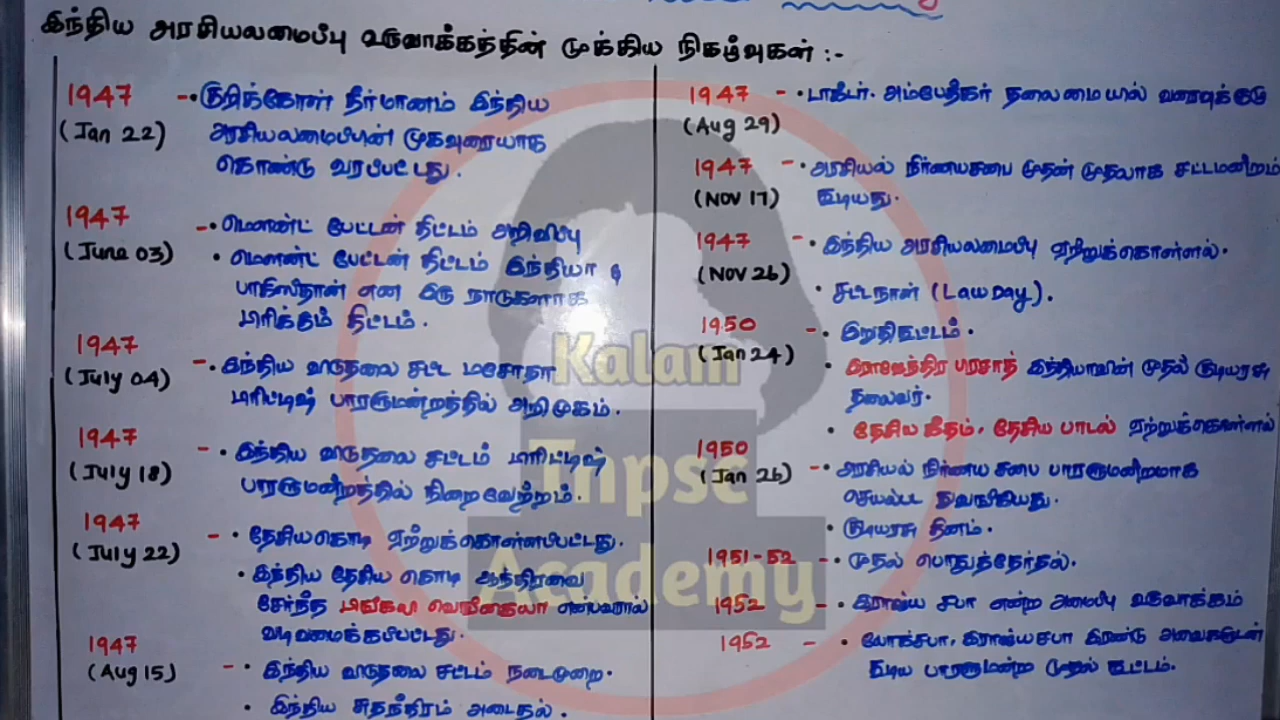 இந்திய அரசியலமைப்பு உருவாக்கத்தின் முக்கிய நிகழ்வுகள் :-
1947 - • குறிக்கோள் தீர்மானம் இந்திய
(Jan 22) அரசியலமைப்பின் முகவுரையாக
கொண்டு வரப்பட்டது.
1947 - • மௌண்ட் பேட்டன் திட்டம் அறிவிப்பு
(June 03) • மௌண்ட் பேட்டன் திட்டம் இந்தியா &
பாகிஸ்தான் என இரு நாடுகளாக
பிரிக்கும் திட்டம்.
1947 - • இந்திய விடுதலை சட்ட மசோதா
(July 04) பிரிட்டிஷ் பாராளுமன்றத்தில் அறிமுகம்.
1947 - • இந்திய விடுதலை சட்டம் பிரிட்டிஷ்
(July 18) பாராளுமன்றத்தில் நிறைவேற்றம்.
1947 - • தேசியகொடி ஏற்றுக்கொள்ளப்பட்டது.
(July 22) • இந்திய தேசிய கொடி ஆந்திராவை
சேர்ந்த பிங்கலி வெங்கையா என்பவரால்
வடிவமைக்கப்பட்டது.
1947 - • இந்திய விடுதலை சட்டம் நடைமுறை.
(Aug 15) • இந்திய சுதந்திரம் அடைதல்.
1947 - • டாக்டர். அம்பேத்கர் தலைமையில் வரைவுக்குழு
(Aug 29)
1947 - • அரசியல் நிர்ணயசபை முதன் முதலாக சட்டமன்றம்
(Nov 17) கூடியது.
1947 - • இந்திய அரசியலமைப்பு ஏற்றுக்கொள்ளல்.
(Nov 26) • சட்ட நாள் (Law Day).
1950 - • இறுதிகூட்டம்.
(Jan 24) • இராஜேந்திர பிரசாத் இந்தியாவின் முதல் குடியரசு
தலைவர்.
• தேசிய கீதம், தேசிய பாடல் ஏற்றுக்கொள்ளல்
1950 - • அரசியல் நிர்ணய சபை பாராளுமன்றமாக
(Jan 26) செயல்பட துவங்கியது.
• குடியரசு தினம்.
1951-52 - • முதல் பொதுத்தேர்தல்.
1952 - • இராஜ்ய சபா என்ற அமைப்பு உருவாக்கம்
1952 - • லோக்சபா, இராஜ்யசபா இரண்டு அவைகளுடன்
கூடிய பாராளுமன்ற முதல் கூட்டம்.
Kalam
Tnpsc
Academy